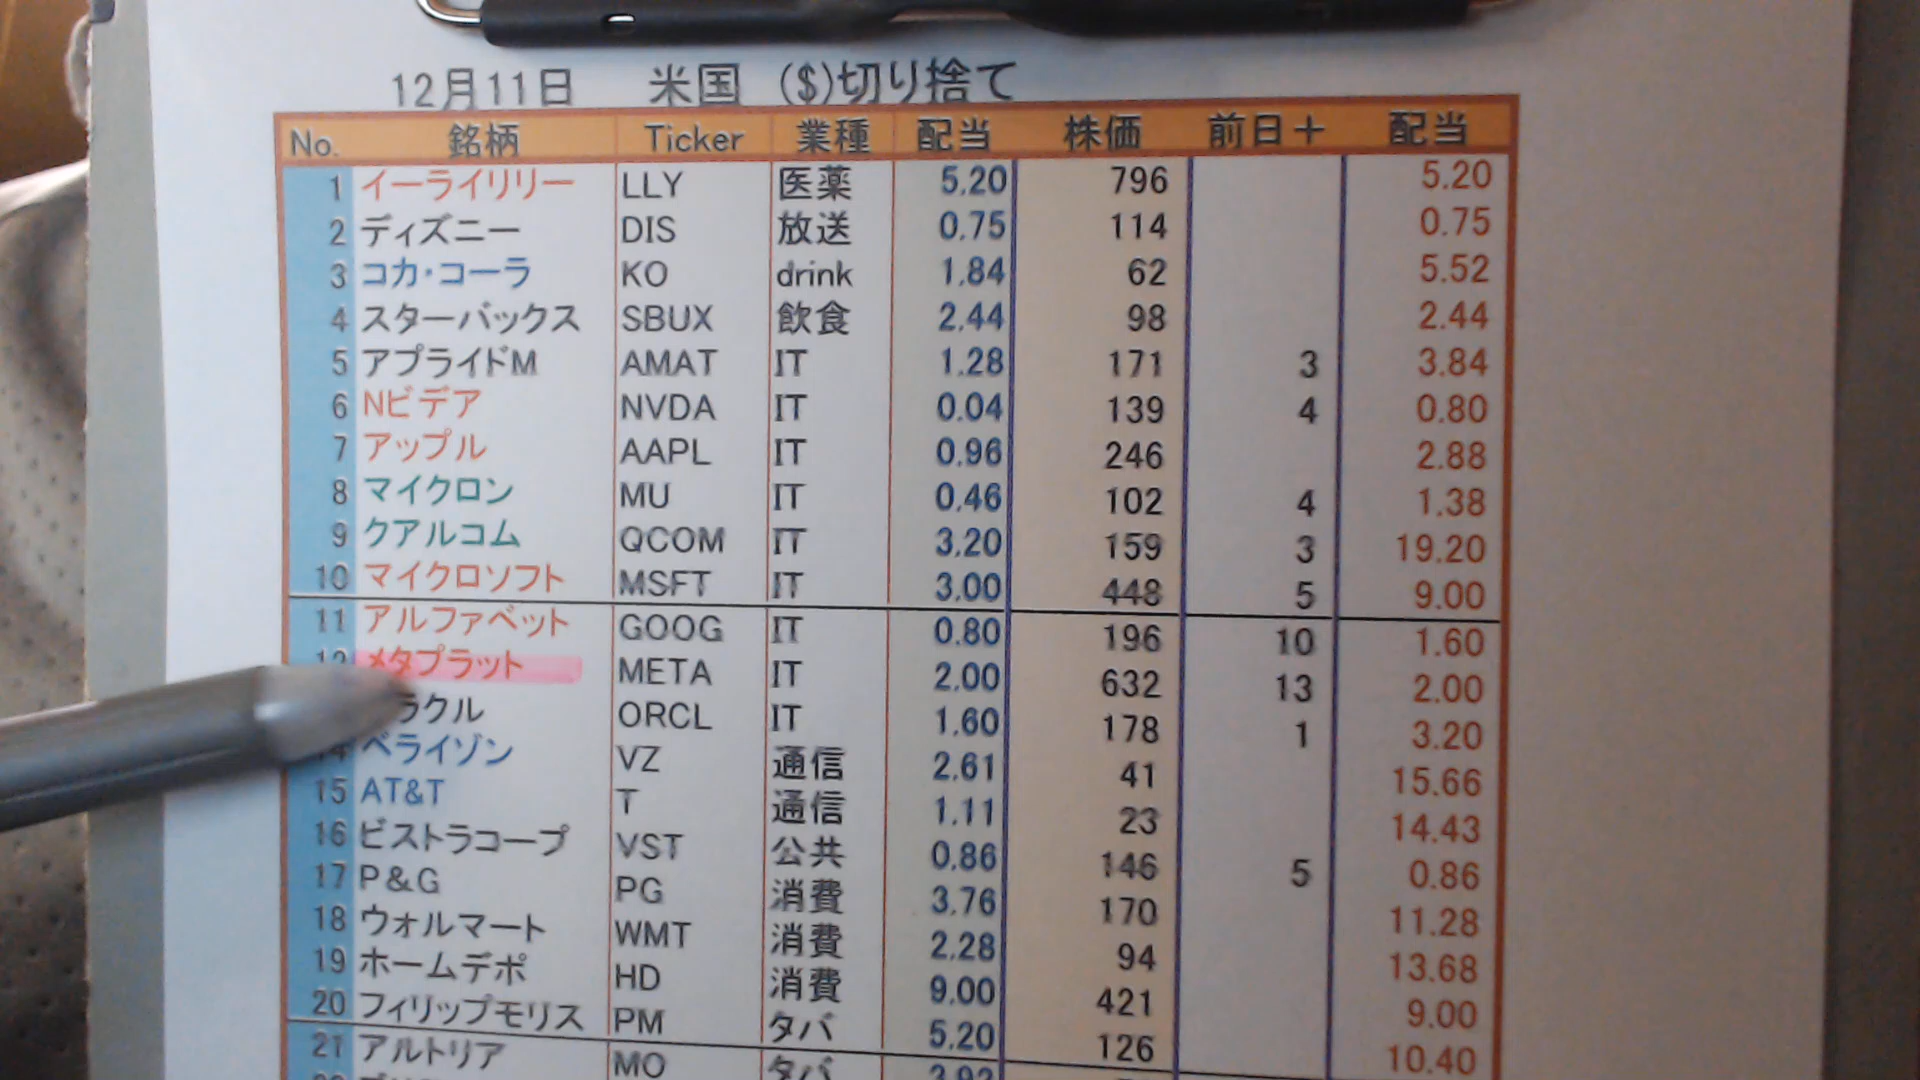 12月11日 米国 ($)切り捨て
No. 銘柄 Ticker 業種 配当 株価 前日＋ 配当
1 イーライリリー LLY 医薬 5.20 796 5.20
2 ディズニー DIS 放送 0.75 114 0.75
3 コカ・コーラ KO drink 1.84 62 5.52
4 スターバックス SBUX 飲食 2.44 98 2.44
5 アプライドM AMAT IT 1.28 171 3 3.84
6 Nビデア NVDA IT 0.04 139 4 0.80
7 アップル AAPL IT 0.96 246 2.88
8 マイクロン MU IT 0.46 102 4 1.38
9 クアルコム QCOM IT 3.20 159 3 19.20
10 マイクロソフト MSFT IT 3.00 448 5 9.00
11 アルファベット GOOG IT 0.80 196 10 1.60
12 メタプラット META IT 2.00 632 13 2.00
ラクル ORCL IT 1.60 178 1 3.20
14 ベライゾン VZ 通信 2.61 41 15.66
15 AT&T T 通信 1.11 23 14.43
16 ビストラコープ VST 公共 0.86 146 5 0.86
17 P&G PG 消費 3.76 170 11.28
18 ウォルマート WMT 消費 2.28 94 13.68
19 ホームデポ HD 消費 9.00 421 9.00
20 フィリップモリス PM タバ 5.20 126 10.40
21 アルトリア MO タバ 3.92